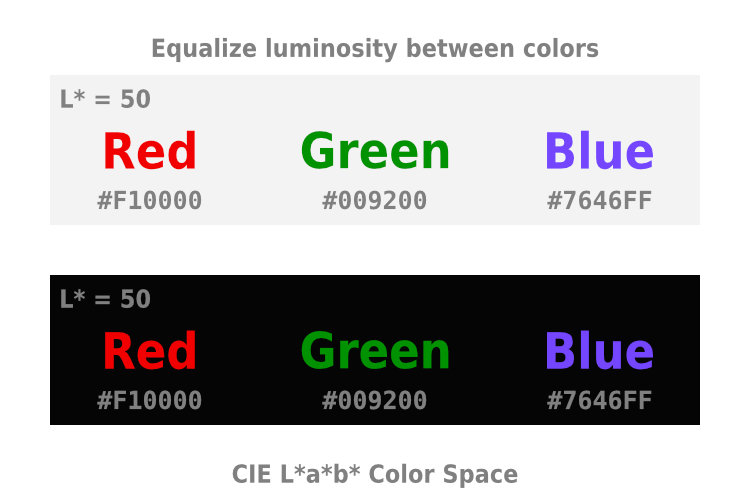 Equalize luminosity between colors
L* = 50
Red Green Blue
#F10000 #009200 #7646FF
L* = 50
Red Green Blue
#F10000 #009200 #7646FF
CIE L*a*b* Color Space